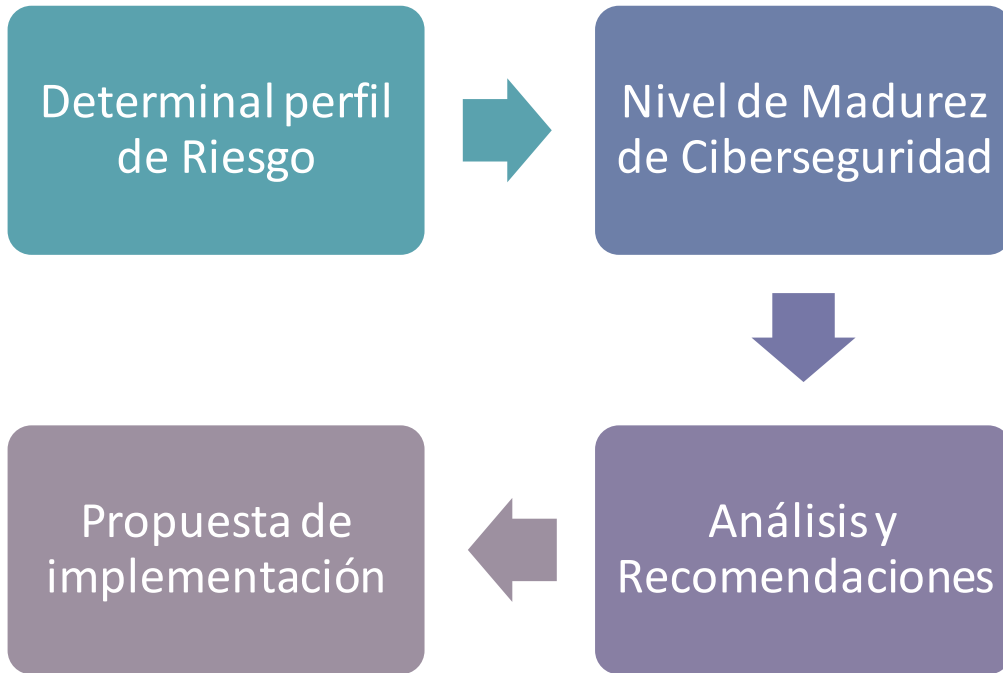 Determinal perfil
de Riesgo
Nivel de Madurez
de Ciberseguridad
Análisis y
Recomendaciones
Propuesta de
implementación